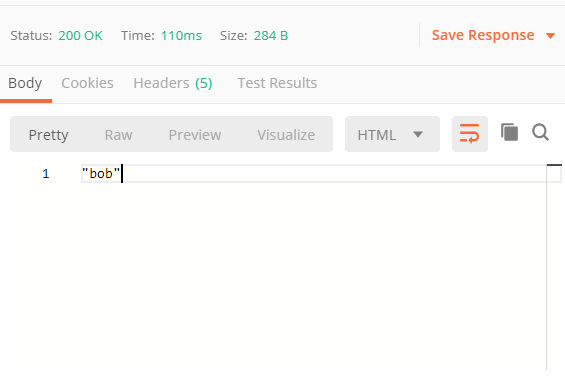 Status: 200 OK Time: 110ms Size: 284 B Save Response
Body Cookies Headers (5) Test Results
Pretty Raw Preview Visualize HTML
1 "bob"